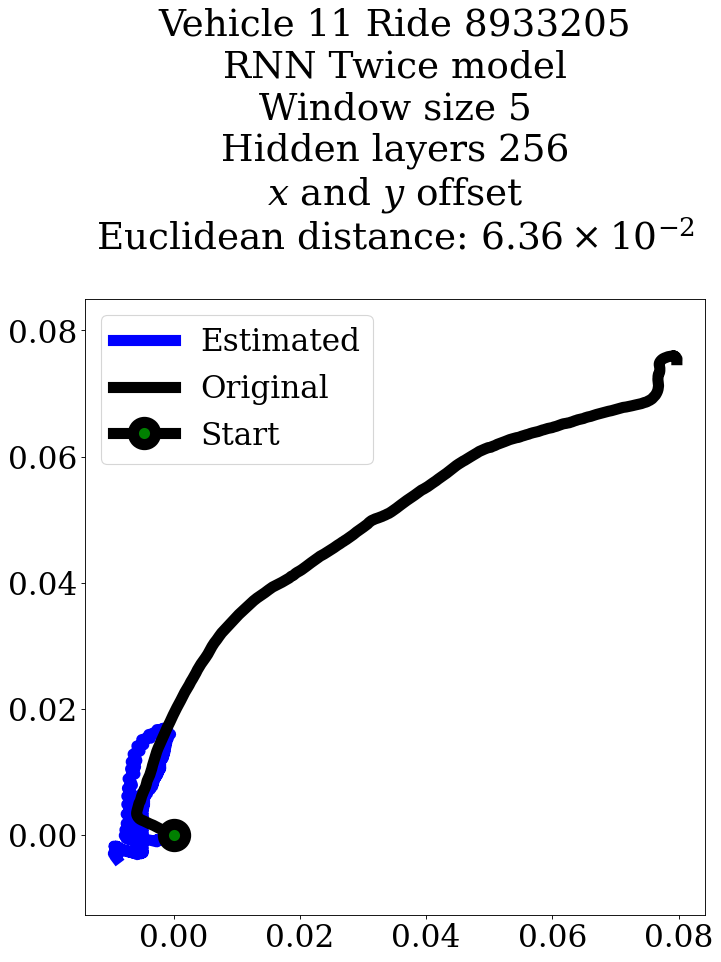 Vehicle 11 Ride 8933205
RNN Twice model
Window size 5
Hidden layers 256
x and y offset
Euclidean distance: 6.36 × 10⁻²
Estimated
Original
Start
0.08
0.06
0.04
0.02
0.00
0.00 0.02 0.04 0.06 0.08